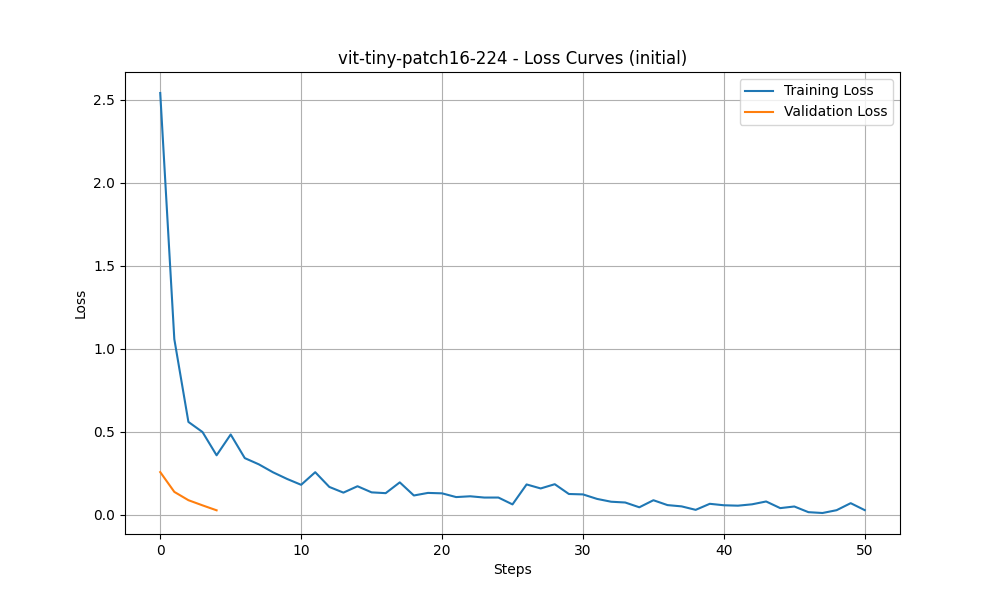 vit-tiny-patch16-224 - Loss Curves (initial)
Training Loss
Validation Loss
2.5
2.0
1.5
1.0
0.5
0.0
Loss
0 10 20 30 40 50
Steps